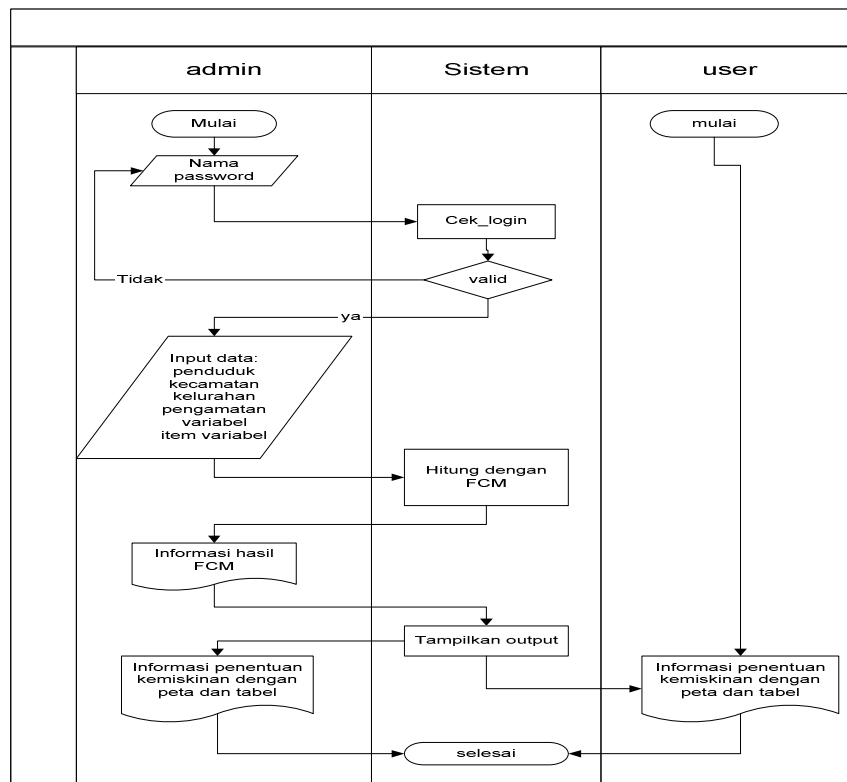 admin
Sistem
user
Mulai
mulai
Nama
password
Cek_login
valid
Tidak
ya
Input data:
penduduk
kecamatan
kelurahan
pengamatan
variabel
item variabel
Hitung dengan
FCM
Informasi hasil
FCM
Tampilkan output
Informasi penentuan
kemiskinan dengan
peta dan tabel
Informasi penentuan
kemiskinan dengan
peta dan tabel
selesai